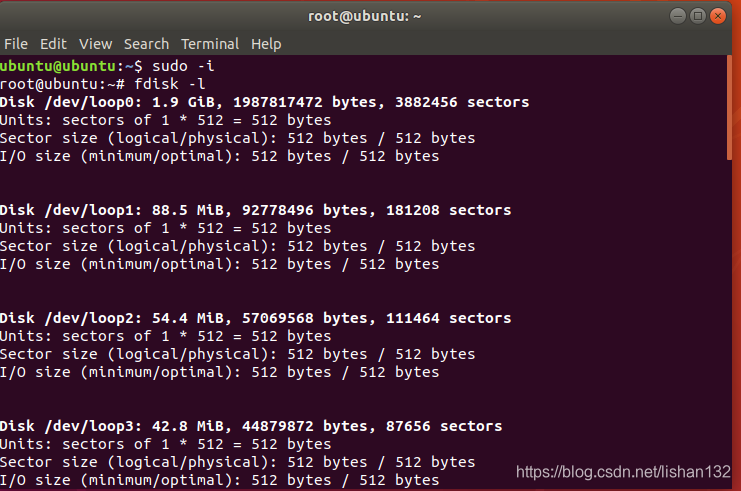 root@ubuntu: ~
File Edit View Search Terminal Help
ubuntu@ubuntu:~$ sudo -i
root@ubuntu:~# fdisk -l
Disk /dev/loop0: 1.9 GiB, 1987817472 bytes, 3882456 sectors
Units: sectors of 1 * 512 = 512 bytes
Sector size (logical/physical): 512 bytes / 512 bytes
I/O size (minimum/optimal): 512 bytes / 512 bytes
Disk /dev/loop1: 88.5 MiB, 92778496 bytes, 181208 sectors
Units: sectors of 1 * 512 = 512 bytes
Sector size (logical/physical): 512 bytes / 512 bytes
I/O size (minimum/optimal): 512 bytes / 512 bytes
Disk /dev/loop2: 54.4 MiB, 57069568 bytes, 111464 sectors
Units: sectors of 1 * 512 = 512 bytes
Sector size (logical/physical): 512 bytes / 512 bytes
I/O size (minimum/optimal): 512 bytes / 512 bytes
Disk /dev/loop3: 42.8 MiB, 44879872 bytes, 87656 sectors
Units: sectors of 1 * 512 = 512 bytes
Sector size (logical/physical): 512 bytes / 512 bytes
I/O size (minimum/optimal): 512 bytes / 512 bytes
https://blog.csdn.net/lishan132